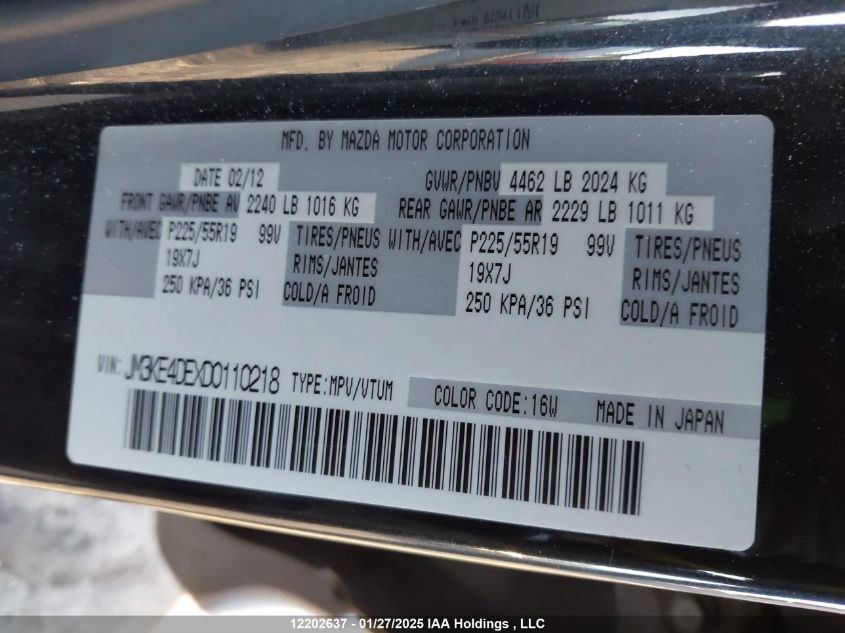 MFD. BY MAZDA MOTOR CORPORATION
DATE 02/12 GVWR/PNBV 4462 LB 2024 KG
FRONT GAWR/PNBE AV 2240 LB 1016 KG REAR GAWR/PNBE AR 2229 LB 1011 KG
WITH/AVEC P225/55R19 99V TIRES/PNEUS WITH/AVEC P225/55R19 99V TIRES/PNEUS
19X7J RIMS/JANTES 19X7J RIMS/JANTES
250 KPA/36 PSI COLD/A FROID 250 KPA/36 PSI COLD/A FROID
VIN: JM3KE4DEXD0110218 TYPE:MPV/VTUM COLOR CODE:16W MADE IN JAPAN
12202637 - 01/27/2025 IAA Holdings , LLC